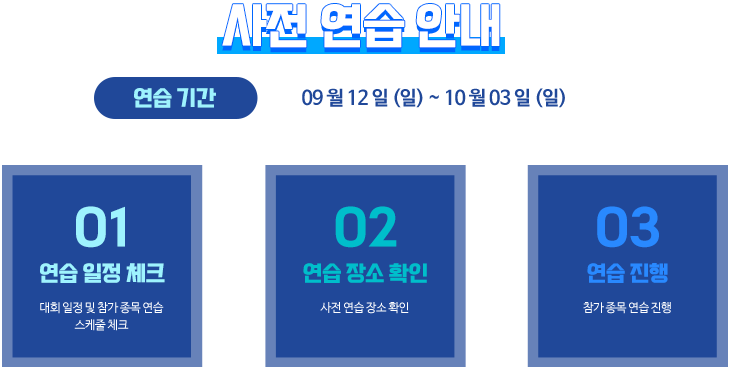 사전 연습 안내
연습 기간
09 월 12 일 (일) ~ 10 월 03 일 (일)
01
연습 일정 체크
대회 일정 및 참가 종목 연습
스케줄 체크
02
연습 장소 확인
사전 연습 장소 확인
03
연습 진행
참가 종목 연습 진행